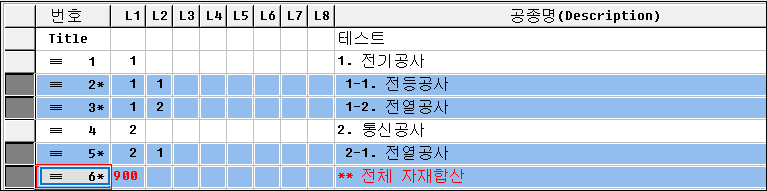 번호 L1 L2 L3 L4 L5 L6 L7 L8 공종명(Description)
Title 테스트
1 1 1. 전기공사
2* 1 1 1-1. 전등공사
3* 1 2 1-2. 전열공사
4 2 2. 통신공사
5* 2 1 2-1. 전열공사
6* 900 ** 전체 자재합산